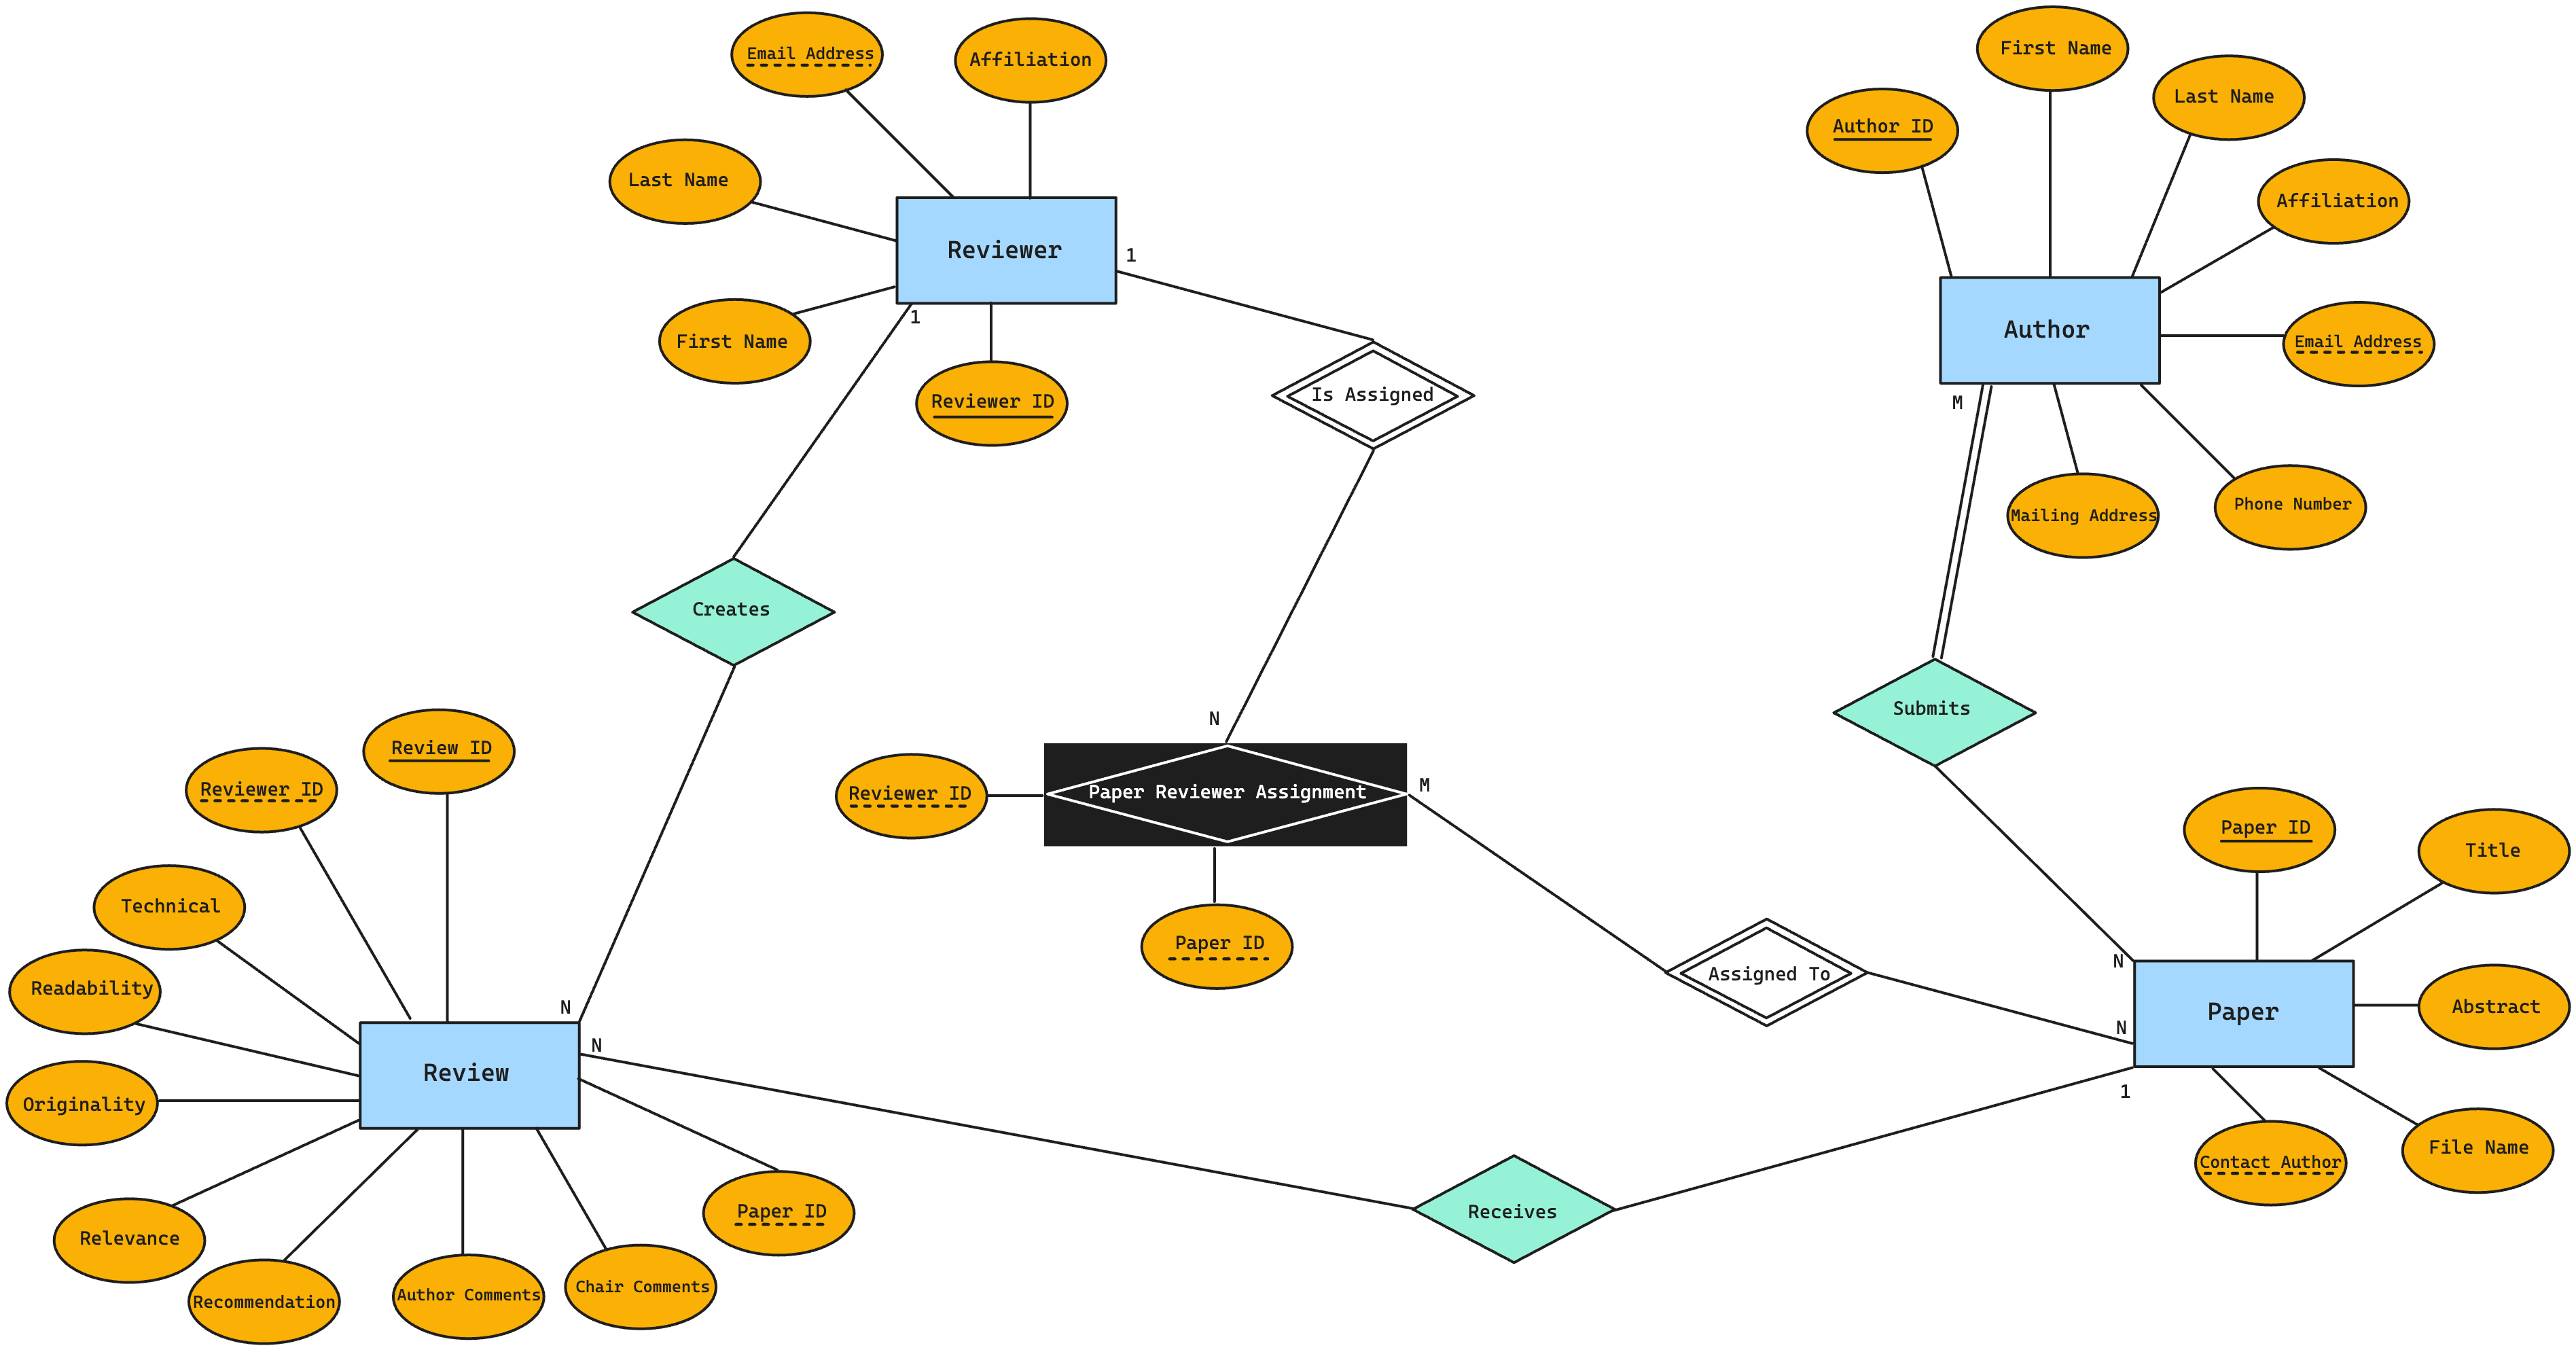 First Name
Email Address
Affiliation
Last Name
Author ID
Last Name
Affiliation
Reviewer
1
1
First Name
Reviewer ID
Is Assigned
Author
Email Address
M
Mailing Address
Phone Number
Creates
Submits
N
Review ID
Reviewer ID
Reviewer ID
Paper Reviewer Assignment
M
Paper ID
Title
Technical
Paper ID
Readability
Assigned To
N
Abstract
N
N
N
Paper
Review
1
Originality
Contact Author
File Name
Paper ID
Receives
Relevance
Recommendation
Author Comments
Chair Comments